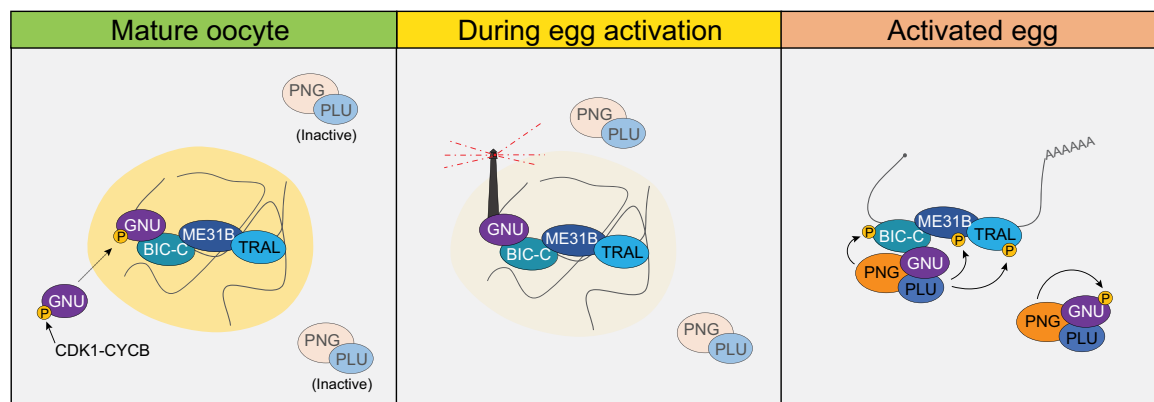 Mature oocyte
During egg activation
Activated egg
PNG
PLU
(Inactive)
GNU
P
BIC-C
ME31B
TRAL
GNU
P
CDK1-CYCB
PNG
PLU
(Inactive)
PNG
PLU
GNU
BIC-C
ME31B
TRAL
PNG
PLU
AAAAAA
P
BIC-C
ME31B
P
TRAL
P
PNG
GNU
PLU
P
PNG
GNU
PLU